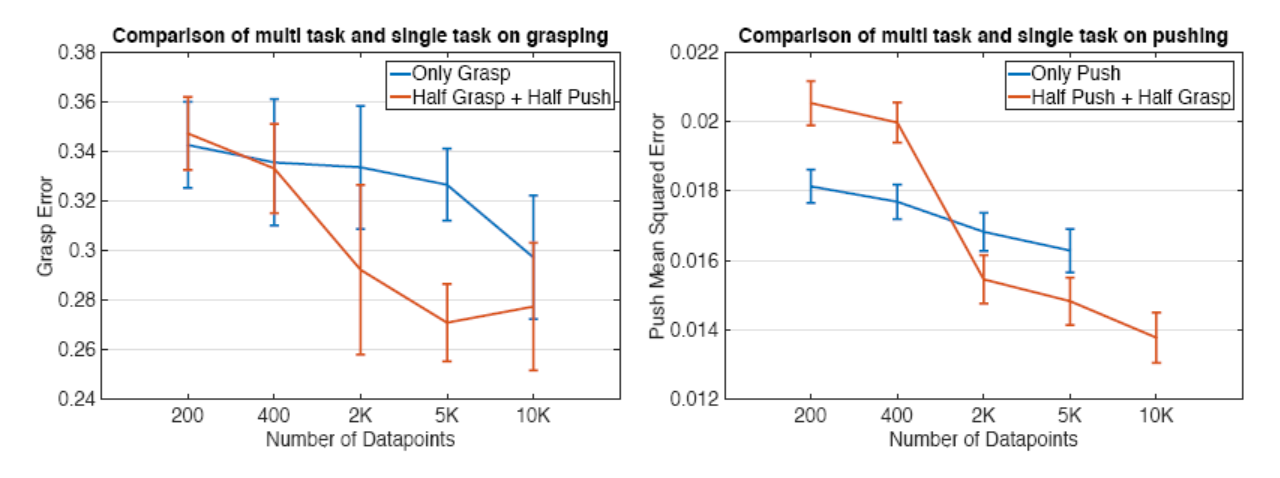 Comparison of multi task and single task on grasping
0.38
0.36
0.34
0.32
0.3
0.28
0.26
0.24
Grasp Error
Only Grasp
Half Grasp + Half Push
200 400 2K 5K 10K
Number of Datapoints
Comparison of multi task and single task on pushing
0.022
0.02
0.018
0.016
0.014
0.012
Push Mean Squared Error
Only Push
Half Push + Half Grasp
200 400 2K 5K 10K
Number of Datapoints